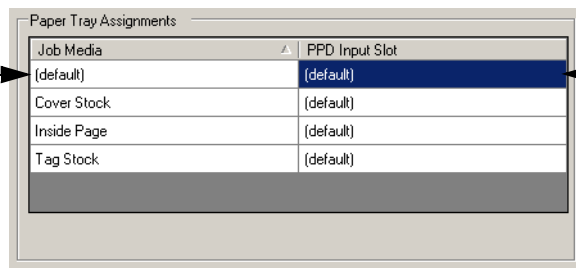 Paper Tray Assignments
Job Media PPD Input Slot
(default) (default)
Cover Stock (default)
Inside Page (default)
Tag Stock (default)